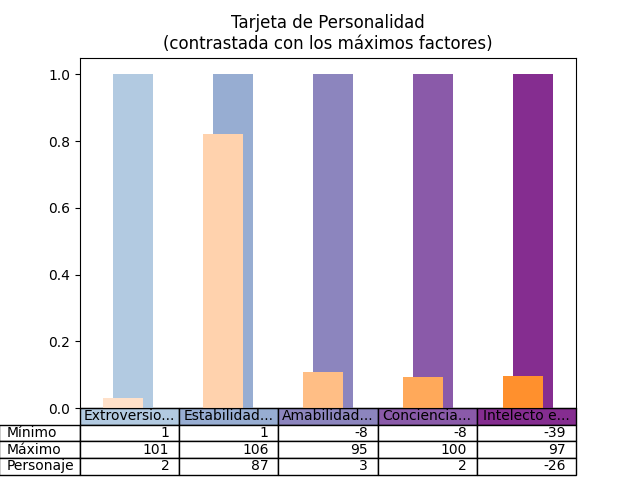 Tarjeta de Personalidad
(contrastada con los máximos factores)
1.0
0.8
0.6
0.4
0.2
0.0
Extroversio... Estabilidad... Amabilidad... Conciencia... Intelecto e...
Mínimo 1 1 -8 -8 -39
Máximo 101 106 95 100 97
Personaje 2 87 3 2 -26